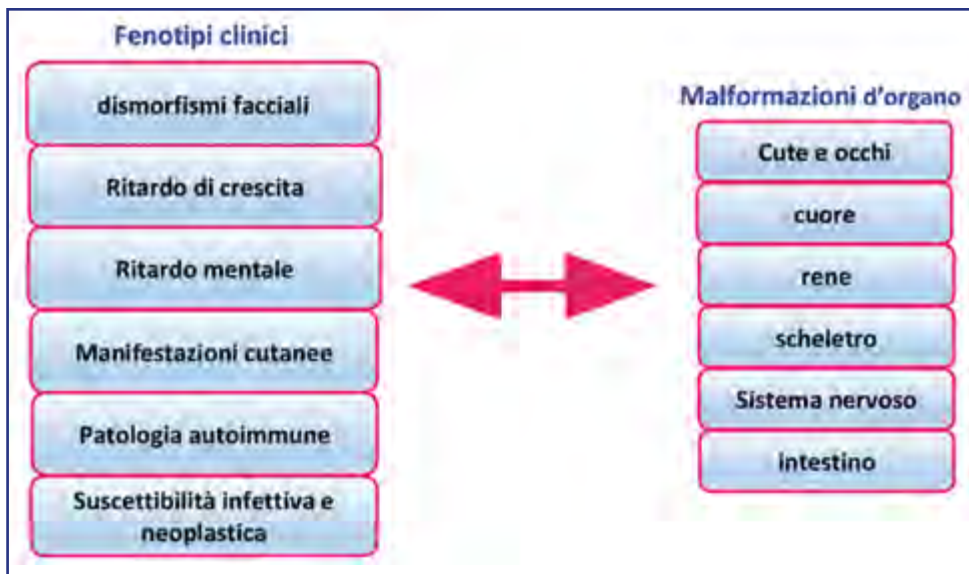 Fenotipi clinici
dismorfismi facciali
Ritardo di crescita
Ritardo mentale
Manifestazioni cutanee
Patologia autoimmune
Suscettibilità infettiva e
neoplastica
Malformazioni d'organo
Cute e occhi
cuore
rene
scheletro
Sistema nervoso
intestino